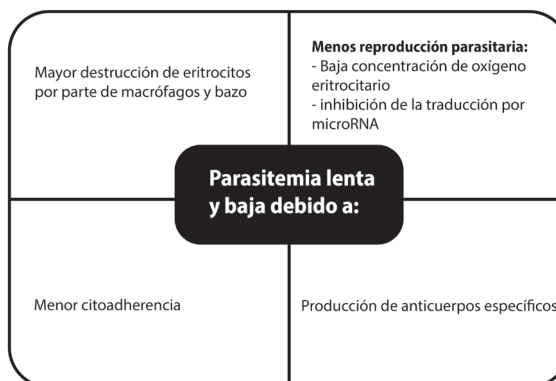 Mayor destrucción de eritrocitos
por parte de macrófagos y bazo
Menos reproducción parasitaria:
- Baja concentración de oxígeno
eritrocitario
- inhibición de la traducción por
microRNA
Parasitemia lenta
y baja debido a:
Menor citoadherencia
Producción de anticuerpos específicos